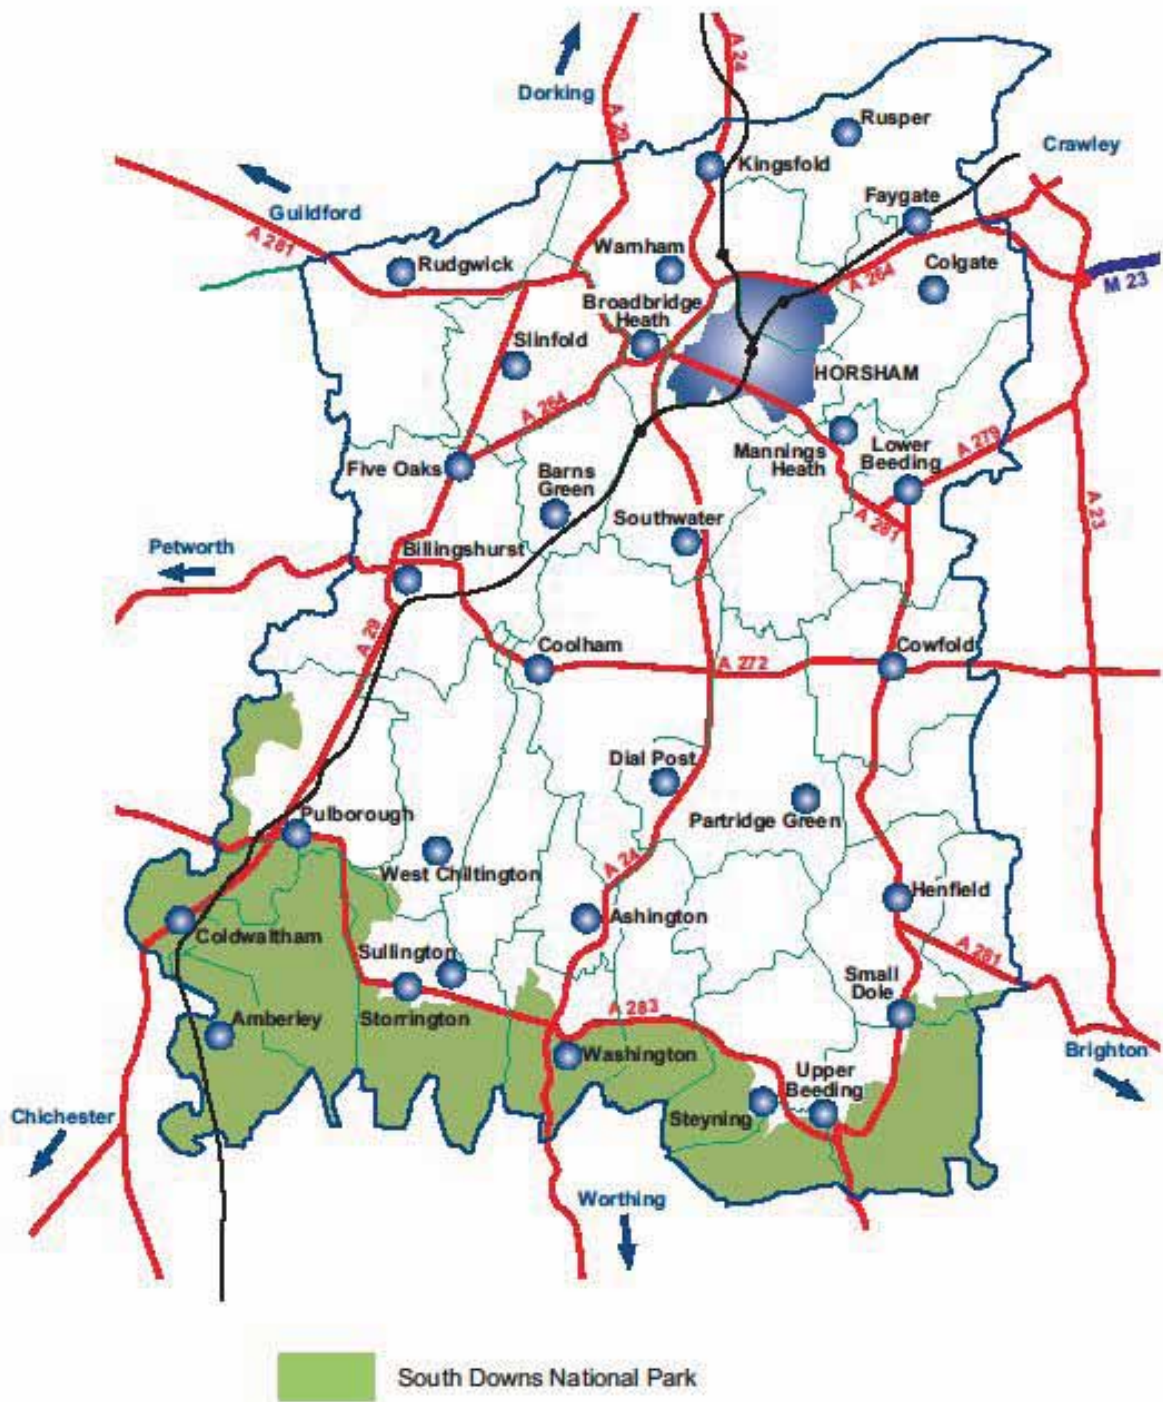 Dorking
A 29
A 24
Rusper
Crawley
Kingsfold
Faygate
Guildford
A 281
Warnham
Rudgwick
A 264
Colgate
M 23
Broadbridge
Heath
Slinfold
HORSHAM
A 264
Mannings
Heath
Lower
Beeding
A 279
Five Oaks
Barns
Green
A 23
Southwater
A 281
Petworth
Billingshurst
A 29
Coolham
A 272
Cowfold
Dial Post
Pulborough
Partridge Green
West Chiltington
A 24
Henfield
Ashington
Coldwaltham
Sullington
A 281
Small
Dole
Amberley
Storrington
A 283
Washington
Brighton
Upper
Beeding
Chichester
Steyning
Worthing
South Downs National Park